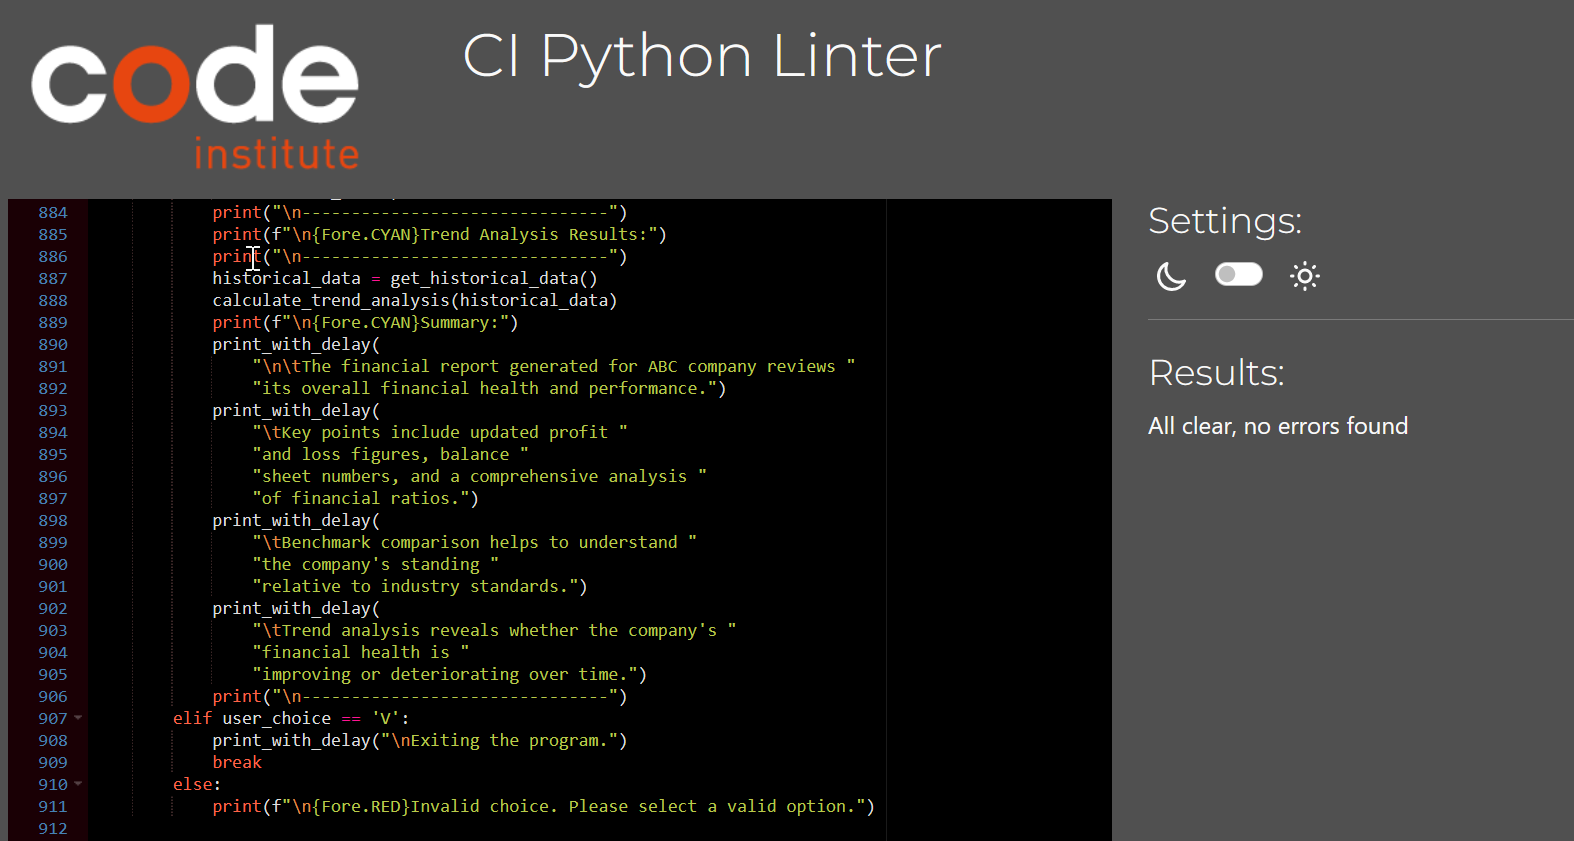 code
institute
CI Python Linter
884 print("\n-------------------------------")
885 print(f"\n{Fore.CYAN}Trend Analysis Results:")
886 print("\n-------------------------------")
887 historical_data = get_historical_data()
888 calculate_trend_analysis(historical_data)
889 print(f"\n{Fore.CYAN}Summary:")
890 print_with_delay(
891 "\n\tThe financial report generated for ABC company reviews "
892 "its overall financial health and performance.")
893 print_with_delay(
894 "\tKey points include updated profit "
895 "and loss figures, balance "
896 "sheet numbers, and a comprehensive analysis "
897 "of financial ratios.")
898 print_with_delay(
899 "\tBenchmark comparison helps to understand "
900 "the company's standing "
901 "relative to industry standards.")
902 print_with_delay(
903 "\tTrend analysis reveals whether the company's "
904 "financial health is "
905 "improving or deteriorating over time.")
906 print("\n-------------------------------")
907 elif user_choice == 'V':
908 print_with_delay("\nExiting the program.")
909 break
910 else:
911 print(f"\n{Fore.RED}Invalid choice. Please select a valid option.")
912
Settings:
Results:
All clear, no errors found